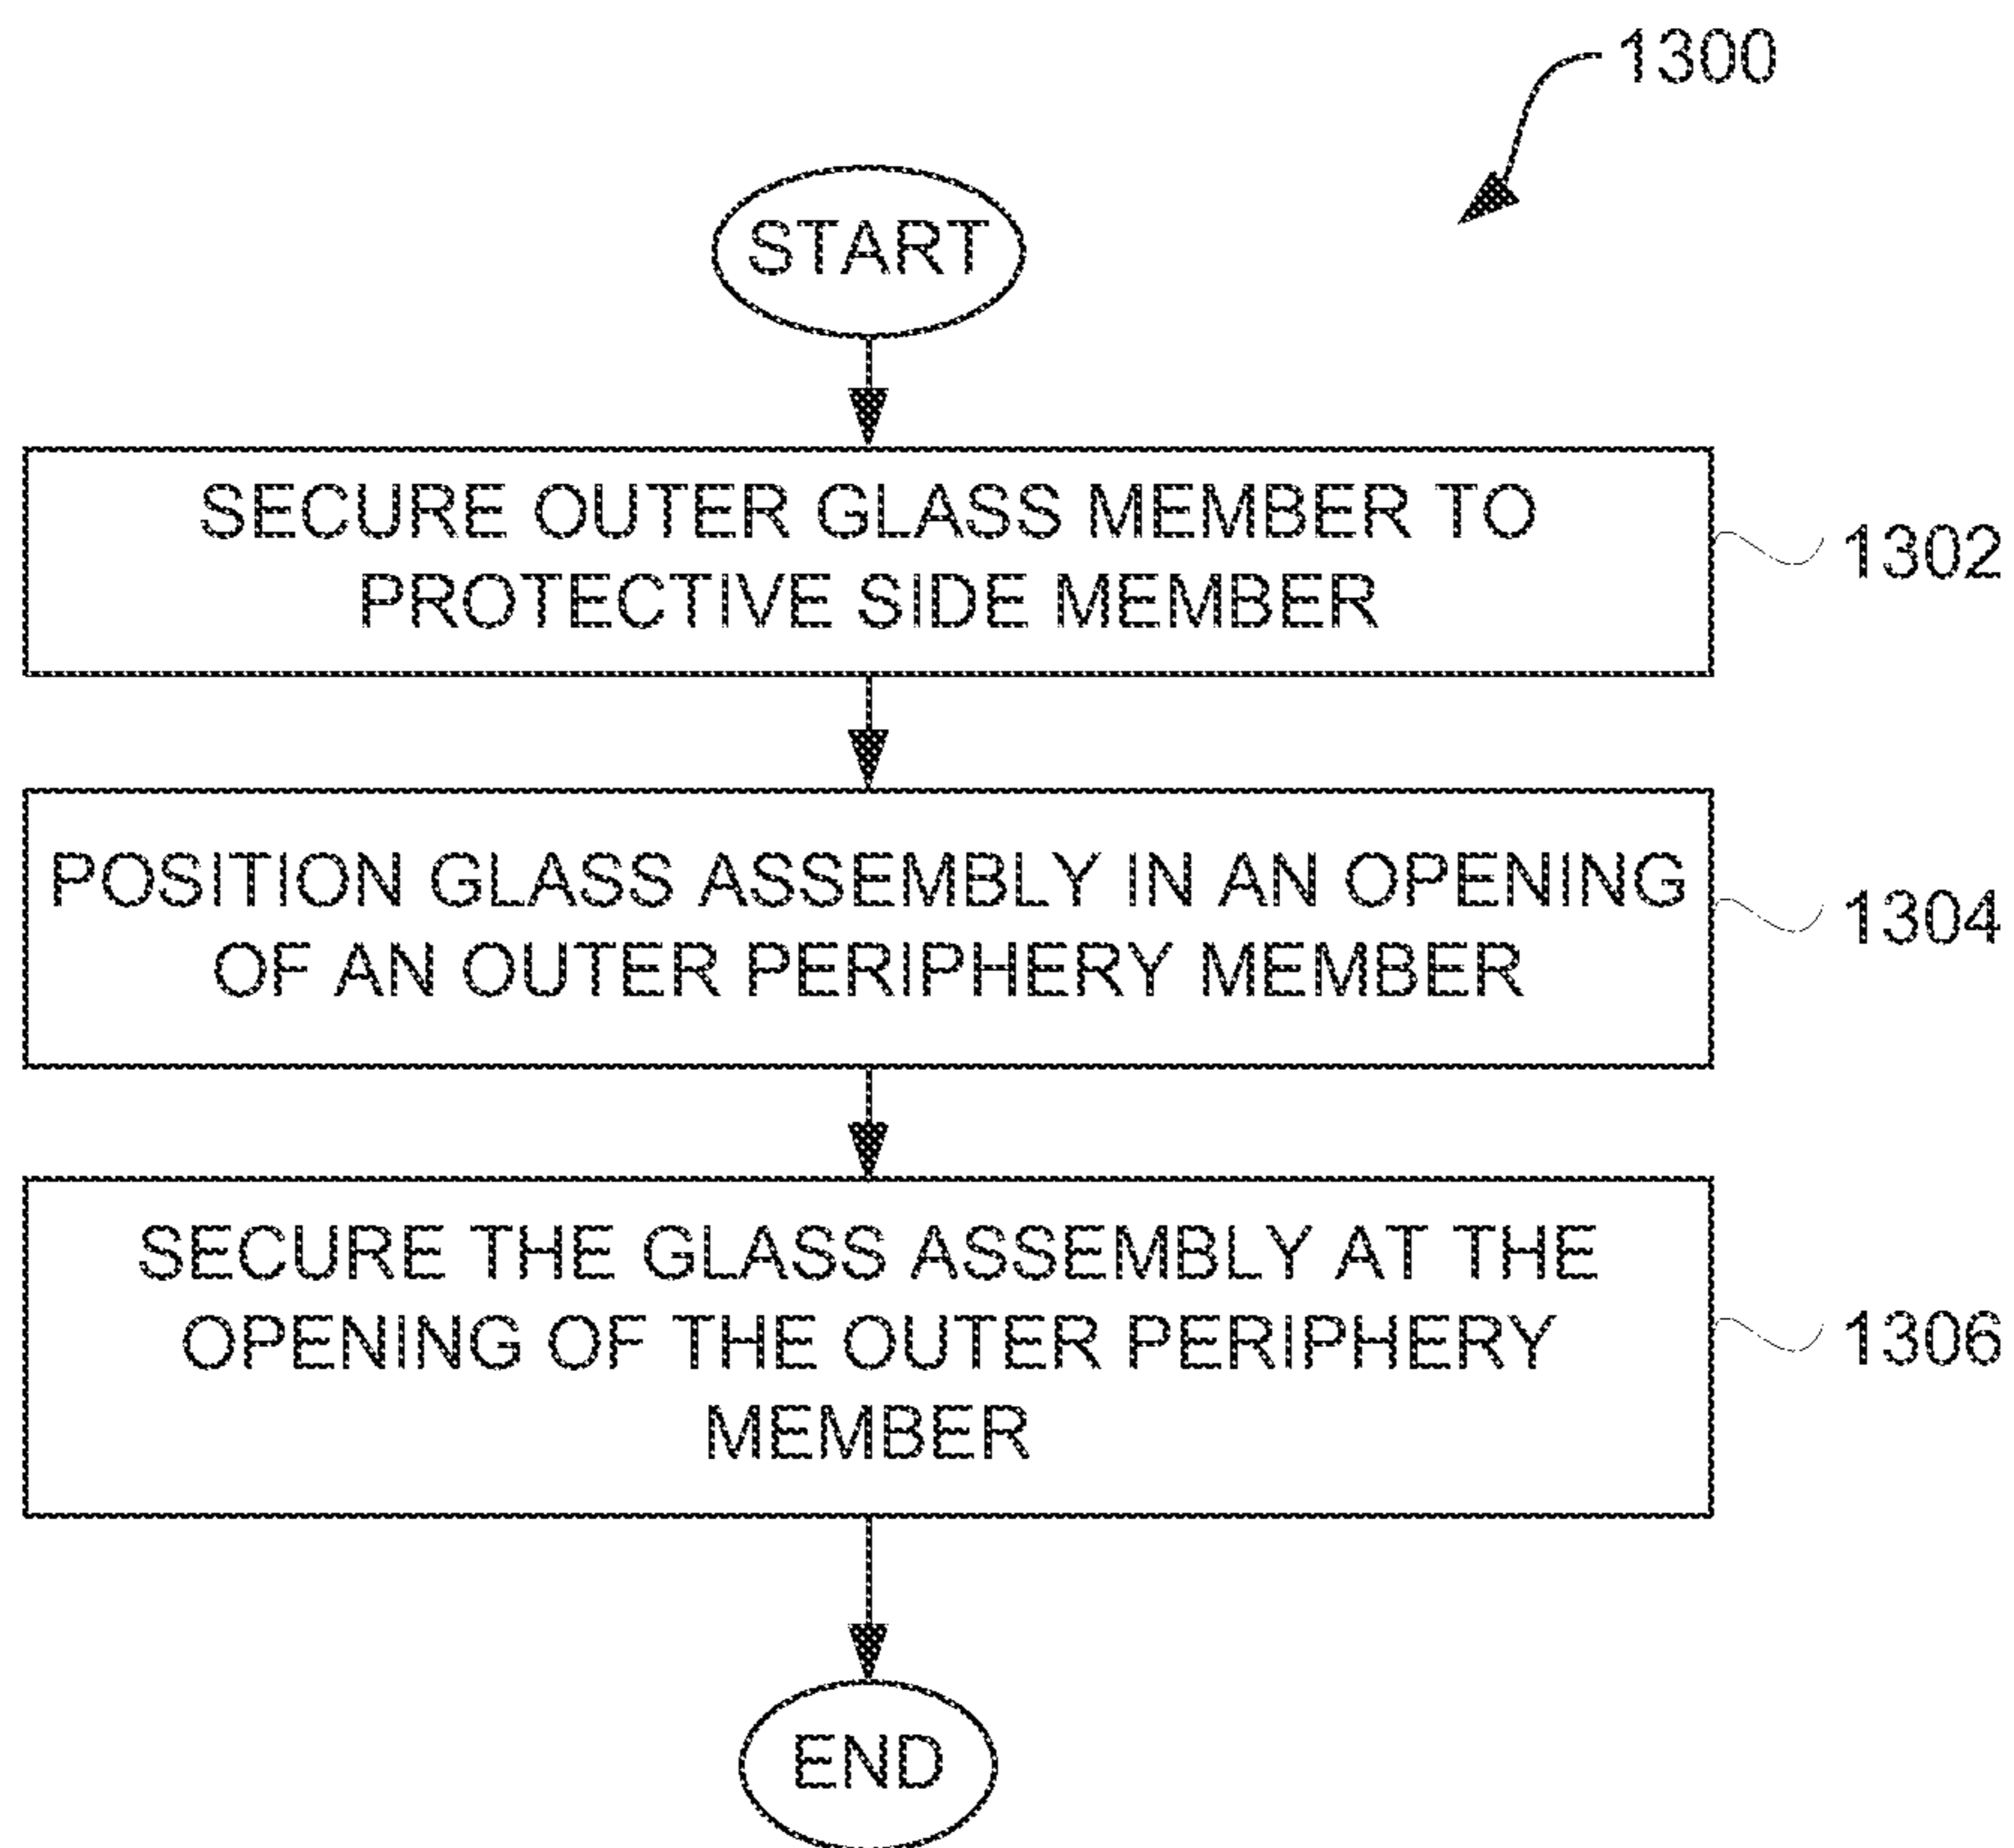 1300
START
SECURE OUTER GLASS MEMBER TO
PROTECTIVE SIDE MEMBER
1302
POSITION GLASS ASSEMBLY IN AN OPENING
OF AN OUTER PERIPHERY MEMBER
1304
SECURE THE GLASS ASSEMBLY AT THE
OPENING OF THE OUTER PERIPHERY
MEMBER
1306
END